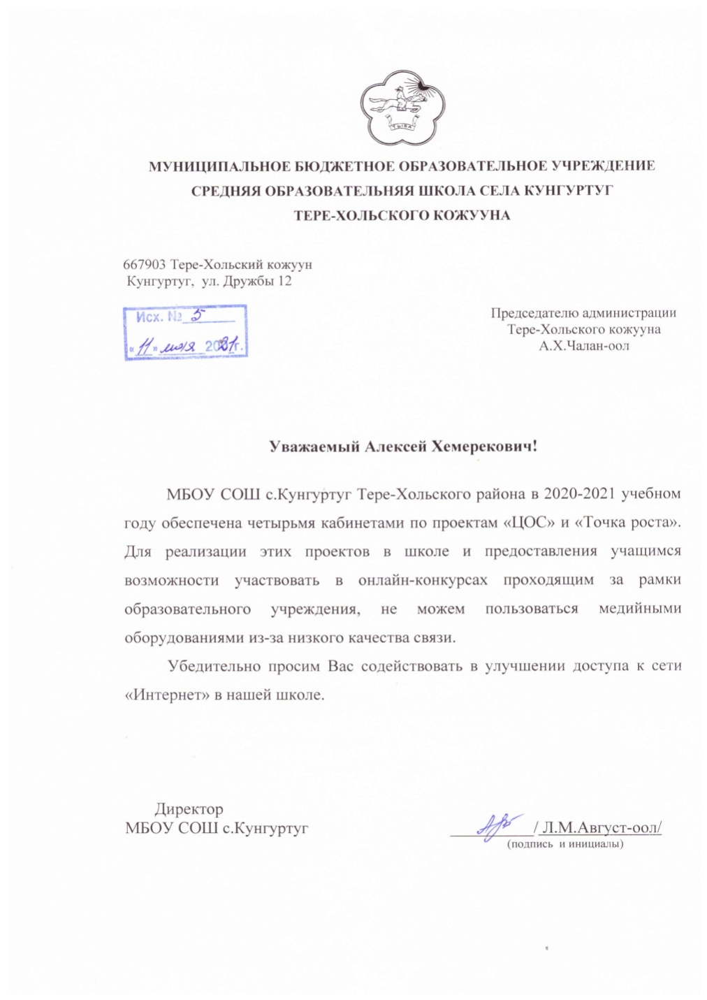 ТЫВА
МУНИЦИПАЛЬНОЕ БЮДЖЕТНОЕ ОБРАЗОВАТЕЛЬНОЕ УЧРЕЖДЕНИЕ
СРЕДНЯЯ ОБРАЗОВАТЕЛЬНЯЯ ШКОЛА СЕЛА КУНГУРТУГ
ТЕРЕ-ХОЛЬСКОГО КОЖУУНА
667903 Тере-Хольский кожуун
Кунгуртуг, ул. Дружбы 12
Исх. № 5
«11» мая 2021г.
Председателю администрации
Тере-Хольского кожууна
А.Х.Чалан-оол
Уважаемый Алексей Хемерекович!
МБОУ СОШ с.Кунгуртуг Тере-Хольского района в 2020-2021 учебном
году обеспечена четырьмя кабинетами по проектам «ЦОС» и «Точка роста».
Для реализации этих проектов в школе и предоставления учащимся
возможности участвовать в онлайн-конкурсах проходящим за рамки
образовательного учреждения, не можем пользоваться медийными
оборудованиями из-за низкого качества связи.
Убедительно просим Вас содействовать в улучшении доступа к сети
«Интернет» в нашей школе.
Директор
МБОУ СОШ с.Кунгуртуг
/ Л.М.Август-оол/
(подпись и инициалы)